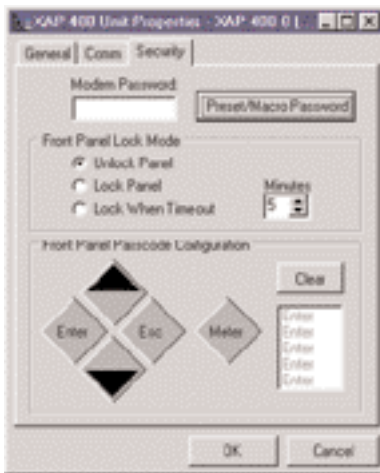 XAP 400 Unit Properties - XAP 400 0 [
General Comm Security
Modem Password:
Preset/Macro Password
Front Panel Lock Mode
Unlock Panel
Lock Panel
Lock When Timeout
Minutes
5
Front Panel Passcode Configuration
Clear
Enter Esc Meter
Enter
Enter
Enter
Enter
Enter
OK Cancel